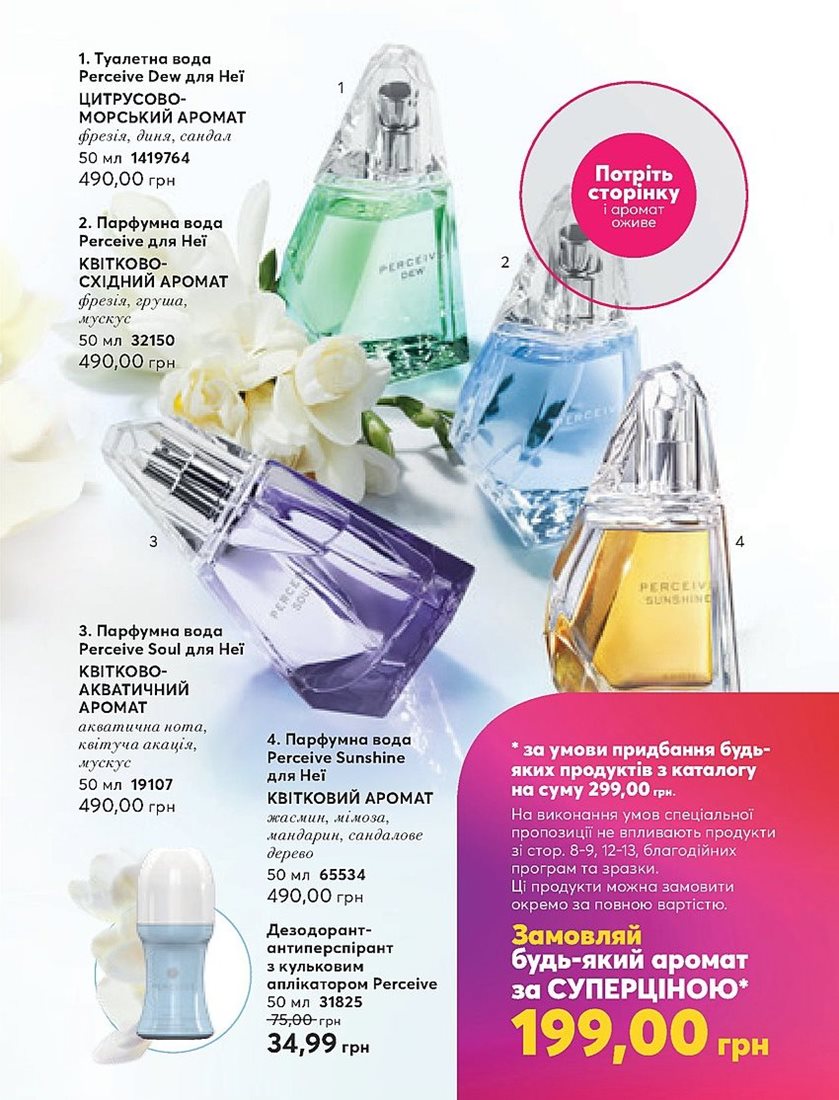 1. Туалетна вода
Perceive Dew для Неї
ЦИТРУСОВО-
МОРСЬКИЙ АРОМАТ
фрезія, диня, сандал
50 мл 1419764
490,00 грн
1
PERCEIVE
DEW
Потріть
сторінку
і аромат
оживе
2. Парфумна вода
Perceive для Неї
КВІТКОВО-
СХІДНИЙ АРОМАТ
фрезія, груша,
мускус
50 мл 32150
490,00 грн
2
PERCEIVE
3
PERCEIVE
SOUL
4
PERCEIVE
SUNSHINE
3. Парфумна вода
Perceive Soul для Неї
КВІТКОВО-
АКВАТИЧНИЙ
АРОМАТ
акватична нота,
квітуча акація,
мускус
50 мл 19107
490,00 грн
4. Парфумна вода
Perceive Sunshine
для Неї
КВІТКОВИЙ АРОМАТ
жасмин, мімоза,
мандарин, сандалове
дерево
50 мл 65534
490,00 грн
Дезодорант-
антиперспірант
з кульковим
аплікатором Perceive
50 мл 31825
75,00 грн
34,99 грн
PERCEIVE
* за умови придбання будь-
яких продуктів з каталогу
на суму 299,00 грн.
На виконання умов спеціальної
пропозиції не впливають продукти
зі стор. 8-9, 12-13, благодійних
програм та зразки.
Ці продукти можна замовити
окремо за повною вартістю.
Замовляй
будь-який аромат
за СУПЕРЦІНОЮ*
199,00 грн